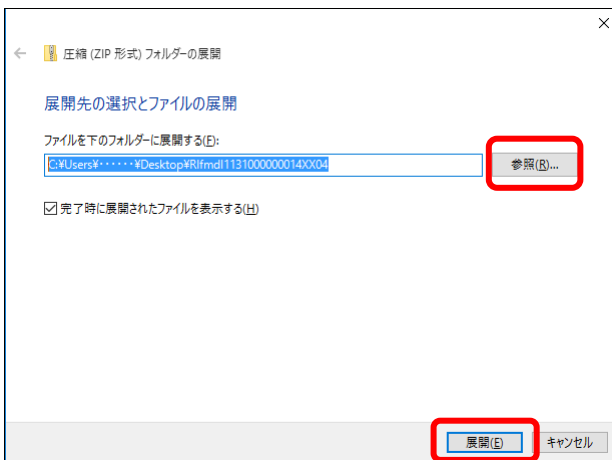 圧縮 (ZIP 形式) フォルダーの展開
展開先の選択とファイルの展開
ファイルを下のフォルダーに展開する(F):
C:¥Users¥・・・・・・¥Desktop¥RIfmdI1131000000014XX04
参照(R)...
完了時に展開されたファイルを表示する(H)
展開(E)
キャンセル